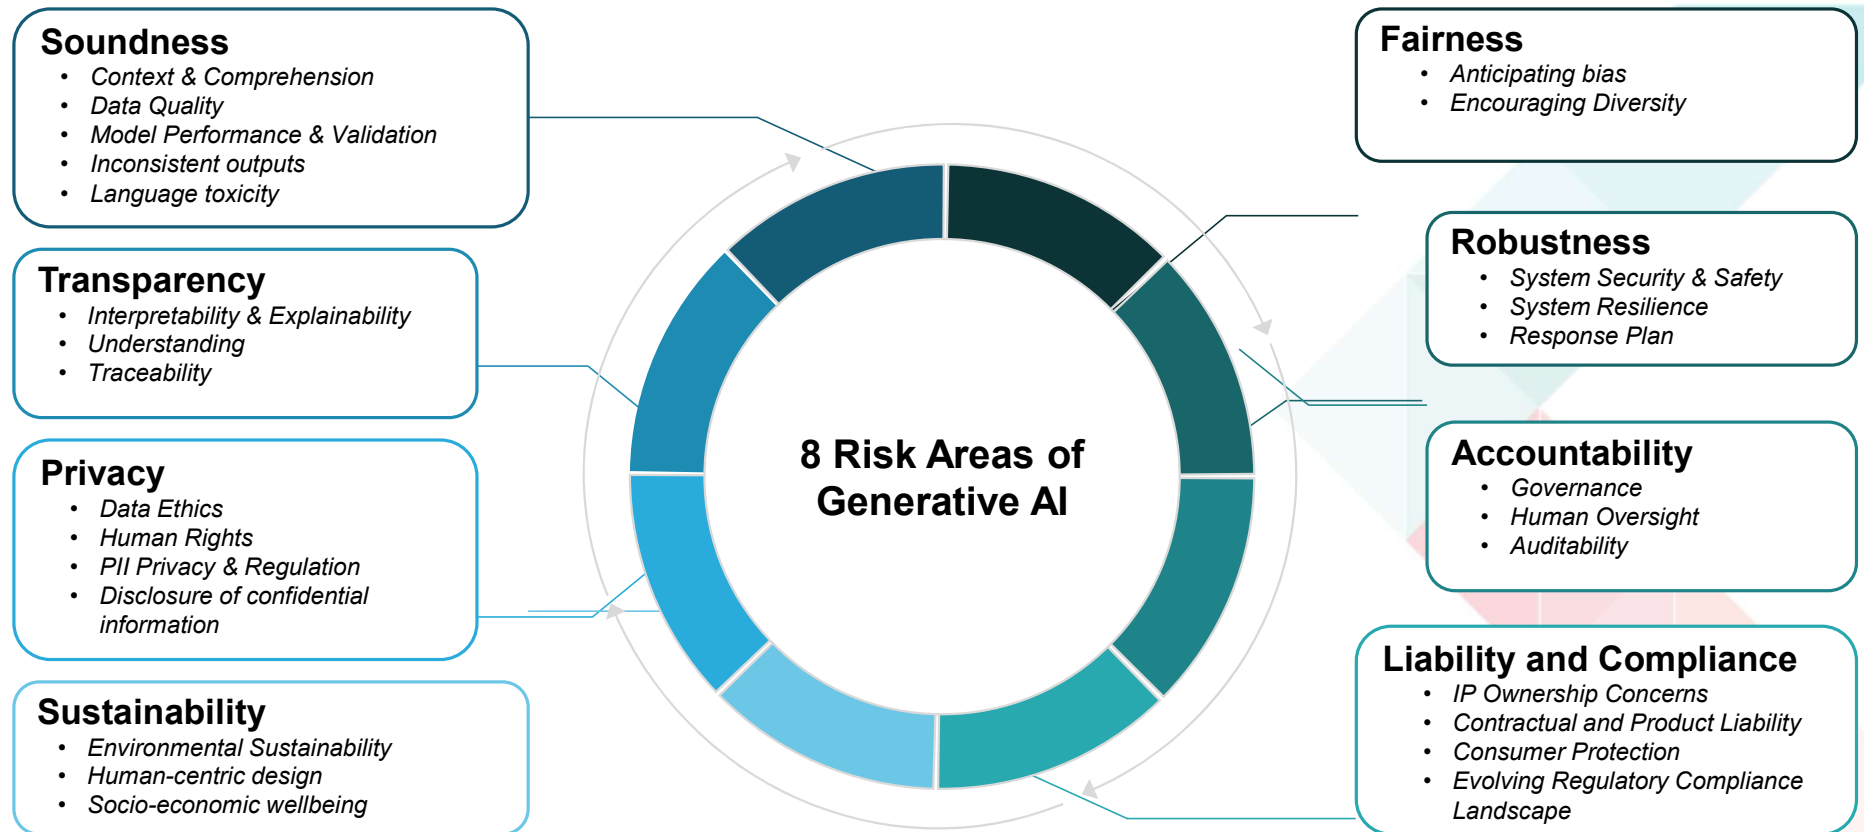 Soundness
• Context & Comprehension
• Data Quality
• Model Performance & Validation
• Inconsistent outputs
• Language toxicity
Transparency
• Interpretability & Explainability
• Understanding
• Traceability
Privacy
• Data Ethics
• Human Rights
• PII Privacy & Regulation
• Disclosure of confidential
information
Sustainability
• Environmental Sustainability
• Human-centric design
• Socio-economic wellbeing
8 Risk Areas of
Generative AI
Fairness
• Anticipating bias
• Encouraging Diversity
Robustness
• System Security & Safety
• System Resilience
• Response Plan
Accountability
• Governance
• Human Oversight
• Auditability
Liability and Compliance
• IP Ownership Concerns
• Contractual and Product Liability
• Consumer Protection
• Evolving Regulatory Compliance
Landscape